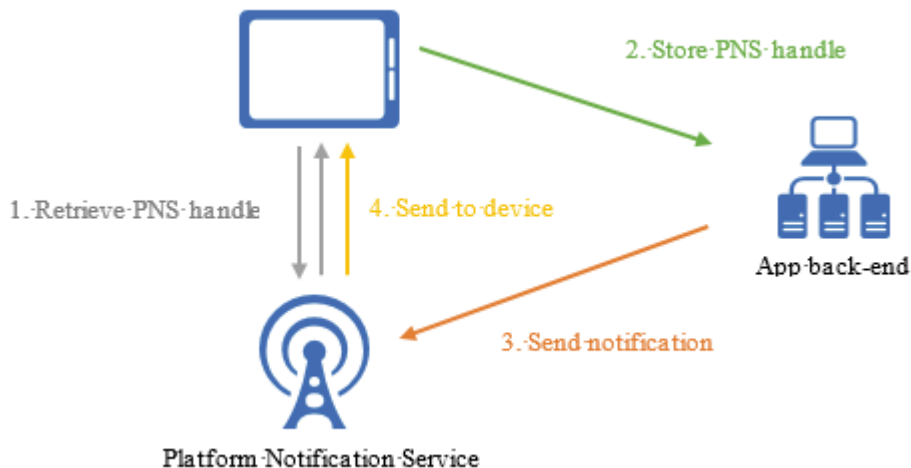 2. Store PNS handle
1. Retrieve PNS handle
4. Send to device
App back-end
3. Send notification
Platform Notification Service